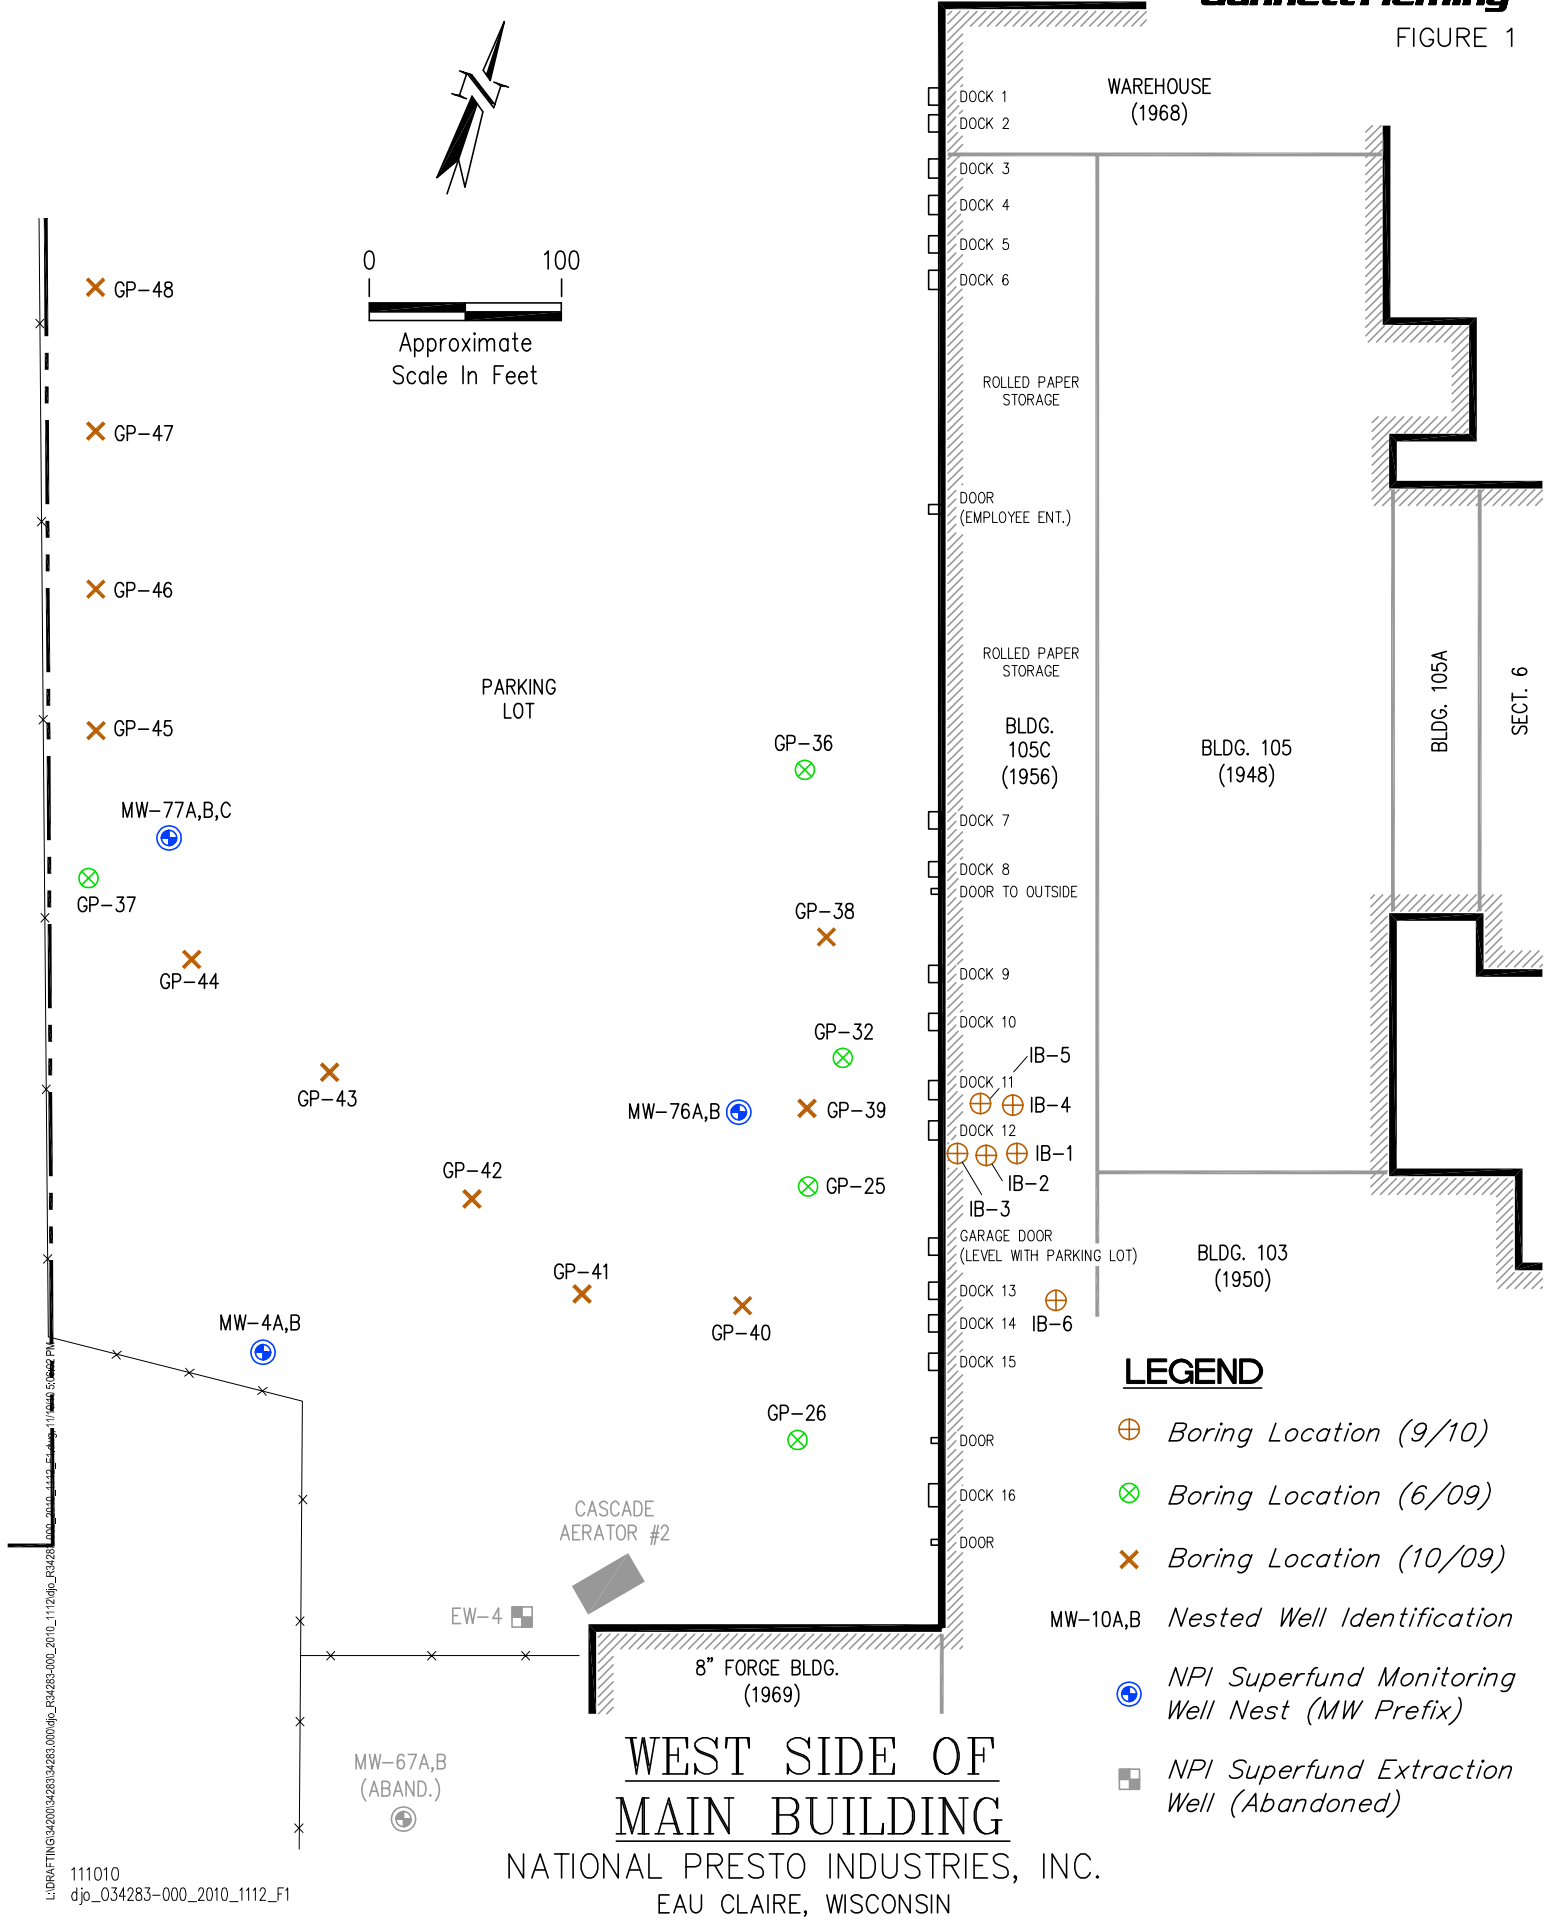 Gannett Fleming
FIGURE 1
N
WAREHOUSE
(1968)
DOCK 1
DOCK 2
DOCK 3
DOCK 4
DOCK 5
DOCK 6
0 100
Approximate
Scale In Feet
GP-48
GP-47
GP-46
GP-45
ROLLED PAPER
STORAGE
DOOR
(EMPLOYEE ENT.)
ROLLED PAPER
STORAGE
PARKING
LOT
BLDG.
105C
(1956)
BLDG. 105
(1948)
BLDG. 105A
SECT. 6
GP-36
MW-77A,B,C
GP-37
GP-44
DOCK 7
DOCK 8
DOOR TO OUTSIDE
GP-38
DOCK 9
DOCK 10
GP-32
IB-5
DOCK 11
GP-43
MW-76A,B
GP-39
IB-4
DOCK 12
IB-1
GP-42
GP-25
IB-2
IB-3
GARAGE DOOR
(LEVEL WITH PARKING LOT)
BLDG. 103
(1950)
GP-41
GP-40
DOCK 13
DOCK 14
IB-6
MW-4A,B
DOCK 15
GP-26
DOOR
DOCK 16
DOOR
CASCADE
AERATOR #2
EW-4
8" FORGE BLDG.
(1969)
MW-67A,B
(ABAND.)
LEGEND
Boring Location (9/10)
Boring Location (6/09)
Boring Location (10/09)
MW-10A,B Nested Well Identification
NPI Superfund Monitoring
Well Nest (MW Prefix)
NPI Superfund Extraction
Well (Abandoned)
WEST SIDE OF
MAIN BUILDING
NATIONAL PRESTO INDUSTRIES, INC.
EAU CLAIRE, WISCONSIN
111010
djo_034283-000_2010_1112_F1